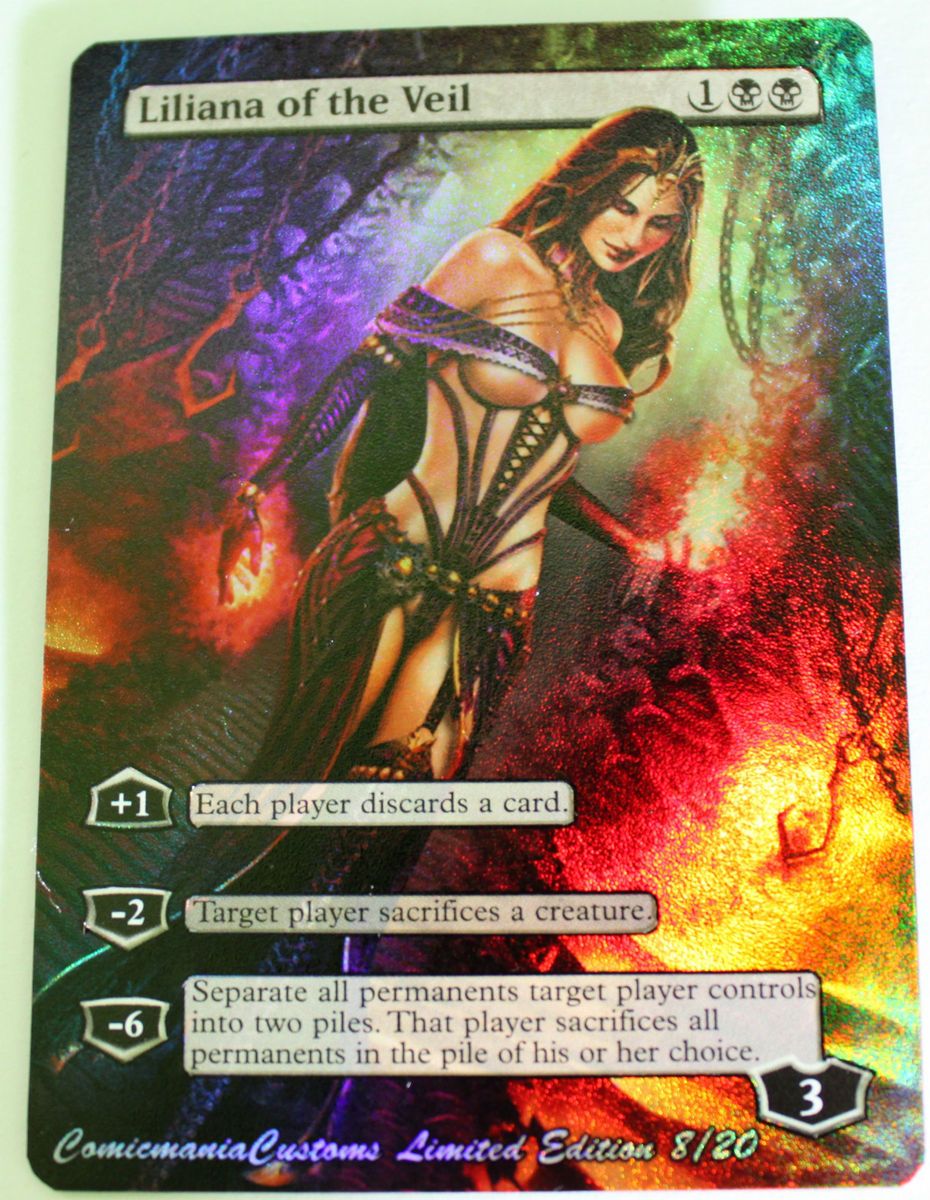 Liliana of the Veil 1
+1 Each player discards a card.
-2 Target player sacrifices a creature.
Separate all permanents target player controls
-6 into two piles. That player sacrifices all
permanents in the pile of his or her choice.
3
ComicmaniaCustoms Limited Edition 8/20